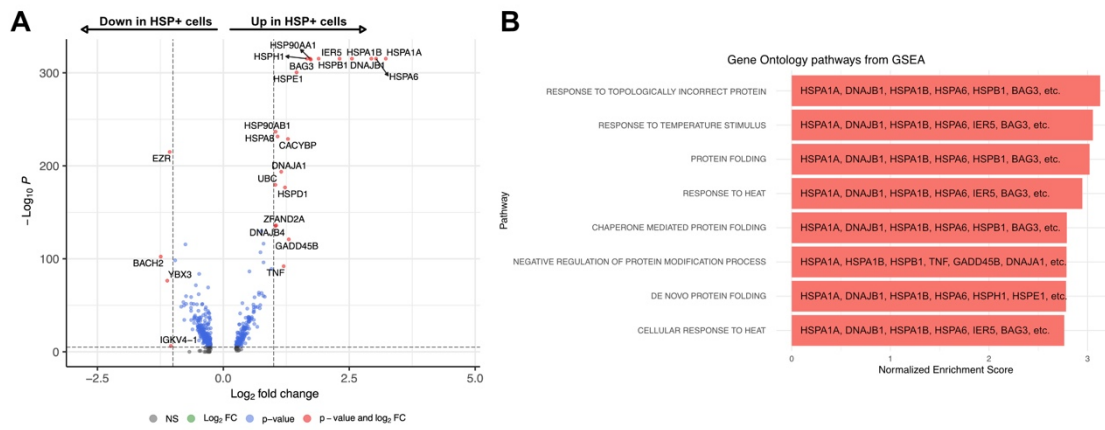 A
Down in HSP+ cells
Up in HSP+ cells
HSP90AA1
HSPH1
IER5
HSPA1B
HSPA1A
BAG3
HSPB1
DNAJB1
HSPE1
HSPA6
300
HSP90AB1
HSPA8
CACYBP
EZR
200
DNAJA1
UBC
HSPD1
ZFAND2A
DNAJB4
GADD45B
100
BACH2
YBX3
TNF
IGKV4−1
0
− Log10 P
−2.5
0.0
2.5
5.0
Log2 fold change
NS
Log2 FC
p−value
p − value and log2 FC
B
Gene Ontology pathways from GSEA
RESPONSE TO TOPOLOGICALLY INCORRECT PROTEIN
HSPA1A, DNAJB1, HSPA1B, HSPA6, HSPB1, BAG3, etc.
RESPONSE TO TEMPERATURE STIMULUS
HSPA1A, DNAJB1, HSPA1B, HSPA6, IER5, BAG3, etc.
PROTEIN FOLDING
HSPA1A, DNAJB1, HSPA1B, HSPA6, HSPB1, BAG3, etc.
RESPONSE TO HEAT
HSPA1A, DNAJB1, HSPA1B, HSPA6, IER5, BAG3, etc.
CHAPERONE MEDIATED PROTEIN FOLDING
HSPA1A, DNAJB1, HSPA1B, HSPA6, HSPB1, BAG3, etc.
NEGATIVE REGULATION OF PROTEIN MODIFICATION PROCESS
HSPA1A, HSPA1B, HSPB1, TNF, GADD45B, DNAJA1, etc.
DE NOVO PROTEIN FOLDING
HSPA1A, DNAJB1, HSPA1B, HSPA6, HSPH1, HSPE1, etc.
CELLULAR RESPONSE TO HEAT
HSPA1A, DNAJB1, HSPA1B, HSPA6, IER5, BAG3, etc.
Pathway
0
1
2
3
Normalized Enrichment Score